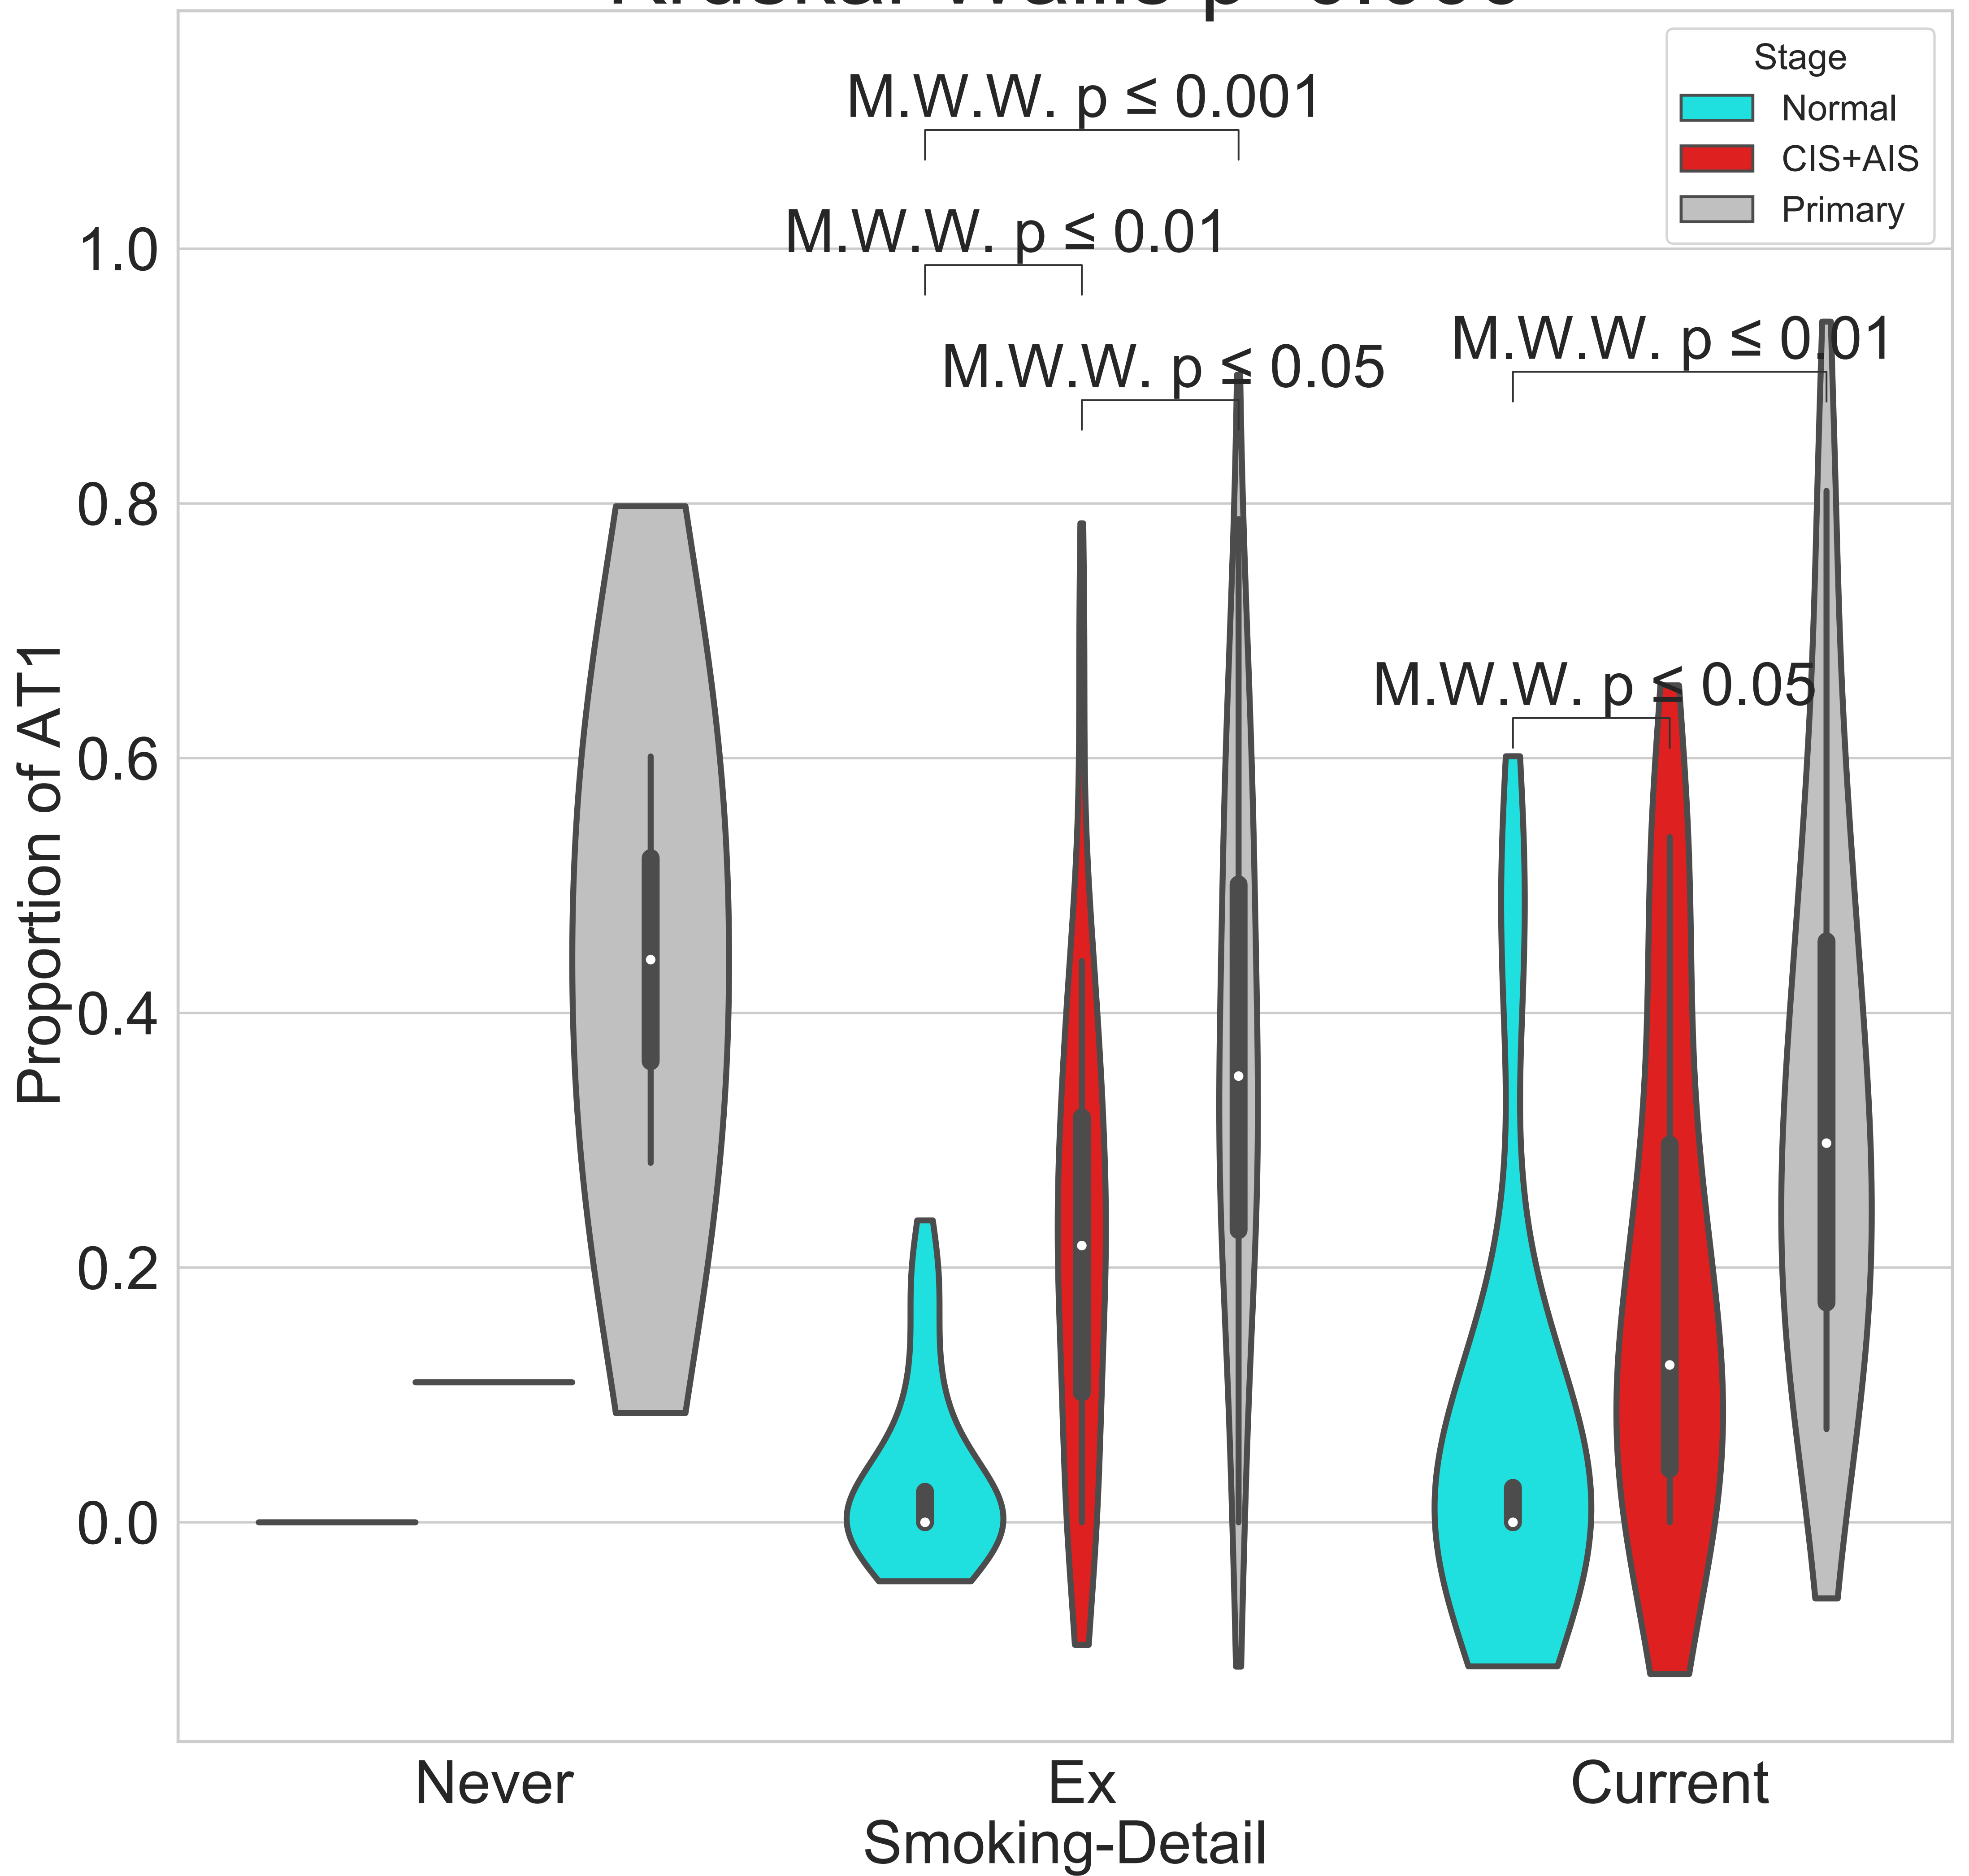 Stage
Normal
CIS+AIS
Primary
M.W.W. p ≤ 0.001
M.W.W. p ≤ 0.01
M.W.W. p ≤ 0.05
M.W.W. p ≤ 0.01
M.W.W. p ≤ 0.05
1.0
0.8
0.6
0.4
0.2
0.0
Proportion of AT1
Never
Ex
Current
Smoking-Detail